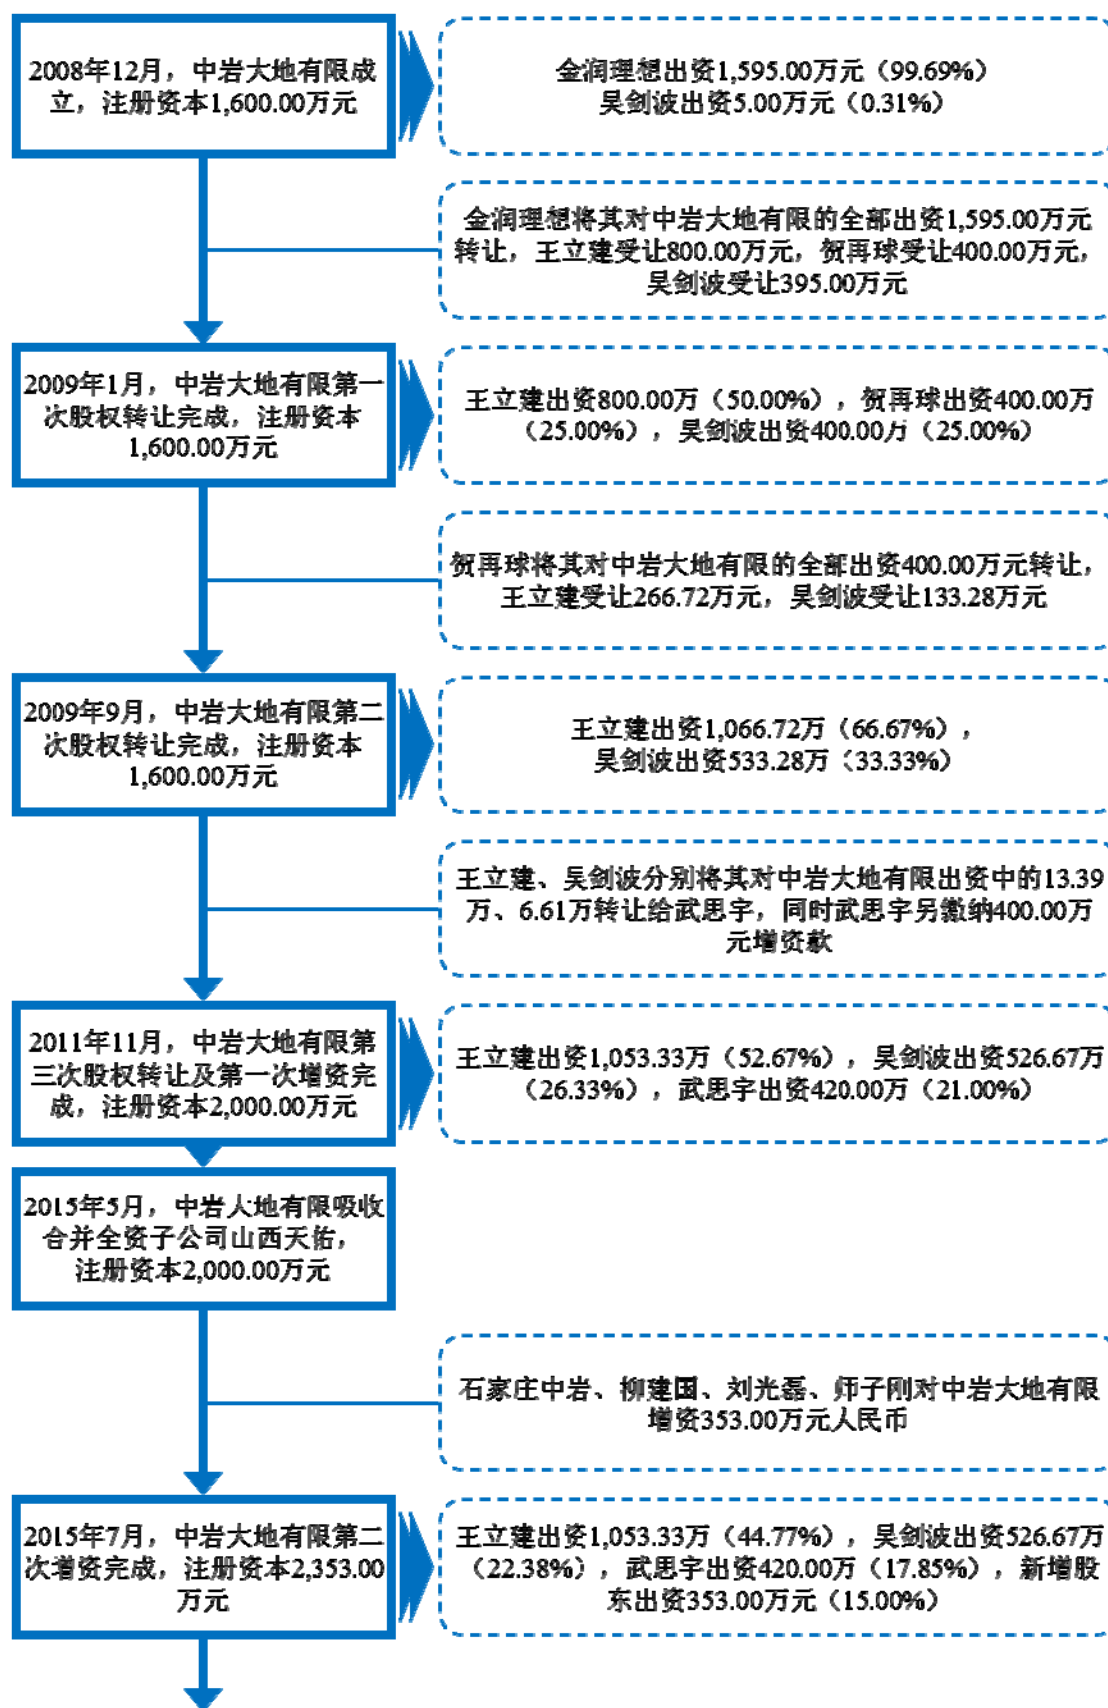 2008年12月，中岩大地有限成
立，注册资本1,600.00万元
金润理想出资1,595.00万元（99.69%）
吴剑波出资5.00万元（0.31%）
金润理想将其对中岩大地有限的全部出资1,595.00万元
转让，王立建受让800.00万元，贺再球受让400.00万元，
吴剑波受让395.00万元
2009年1月，中岩大地有限第一
次股权转让完成，注册资本
1,600.00万元
王立建出资800.00万（50.00%），贺再球出资400.00万
（25.00%），吴剑波出资400.00万（25.00%）
贺再球将其对中岩大地有限的全部出资400.00万元转让，
王立建受让266.72万元，吴剑波受让133.28万元
2009年9月，中岩大地有限第二
次股权转让完成，注册资本
1,600.00万元
王立建出资1,066.72万（66.67%），
吴剑波出资533.28万（33.33%）
王立建、吴剑波分别将其对中岩大地有限出资中的13.39
万、6.61万转让给武思宇，同时武思宇另缴纳400.00万
元增资款
2011年11月，中岩大地有限第
三次股权转让及第一次增资完
成，注册资本2,000.00万元
王立建出资1,053.33万（52.67%），吴剑波出资526.67万
（26.33%），武思宇出资420.00万（21.00%）
2015年5月，中岩大地有限吸收
合并全资子公司山西天佑，
注册资本2,000.00万元
石家庄中岩、柳建国、刘光磊、师子刚对中岩大地有限
增资353.00万元人民币
2015年7月，中岩大地有限第二
次增资完成，注册资本2,353.00
万元
王立建出资1,053.33万（44.77%），吴剑波出资526.67万
（22.38%），武思宇出资420.00万（17.85%），新增股
东出资353.00万元（15.00%）